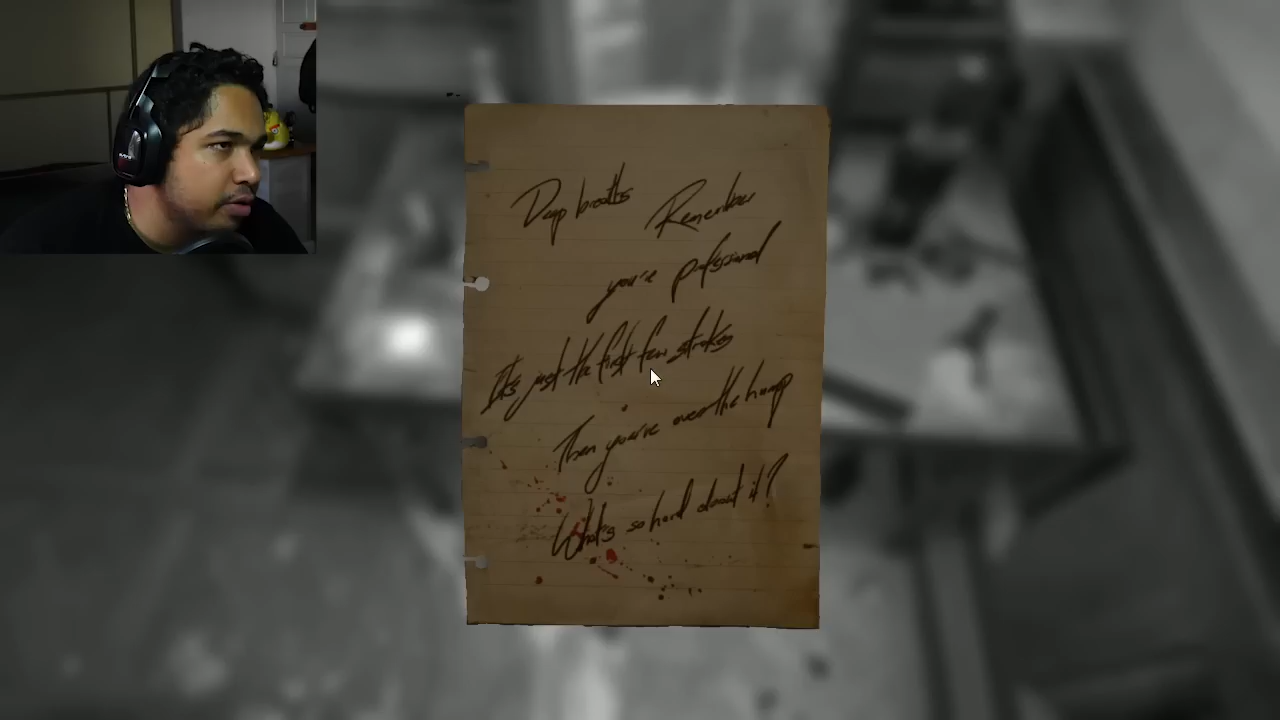 Deep breaths Remember
you're professional
It's just the first few strokes
Then you're over the hump
What's so hard about it?